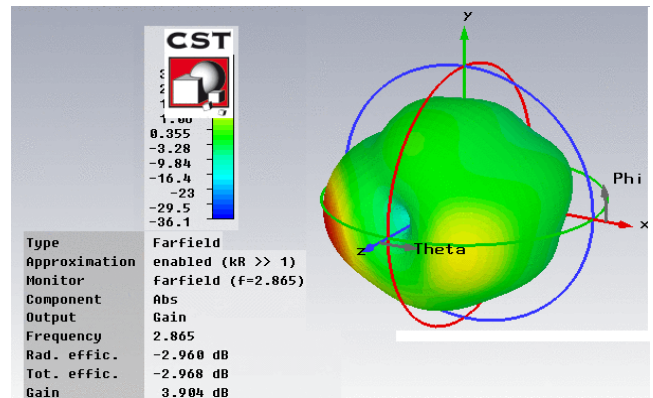 CST
y
1.06
0.355
-3.28
-9.84
-16.4
-23
-29.5
-36.1
Phi
x
z
Theta
Type Farfield
Approximation enabled (kR >> 1)
Monitor farfield (f=2.865)
Component Abs
Output Gain
Frequency 2.865
Rad. effic. -2.960 dB
Tot. effic. -2.968 dB
Gain 3.904 dB